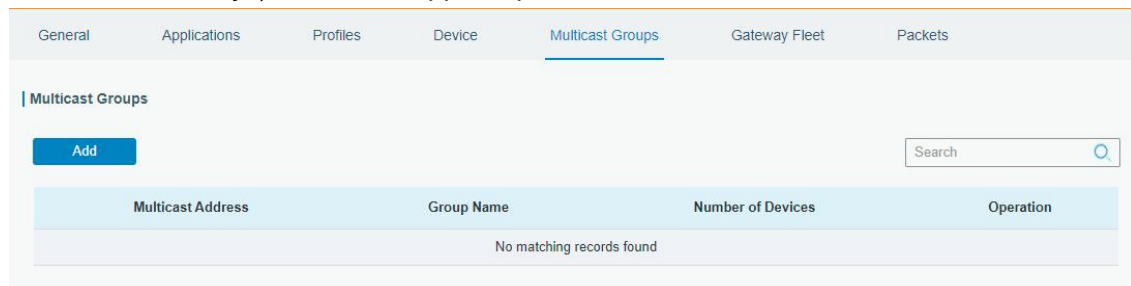 General Applications Profiles Device Multicast Groups Gateway Fleet Packets
Multicast Groups
Add Search
Multicast Address Group Name Number of Devices Operation
No matching records found